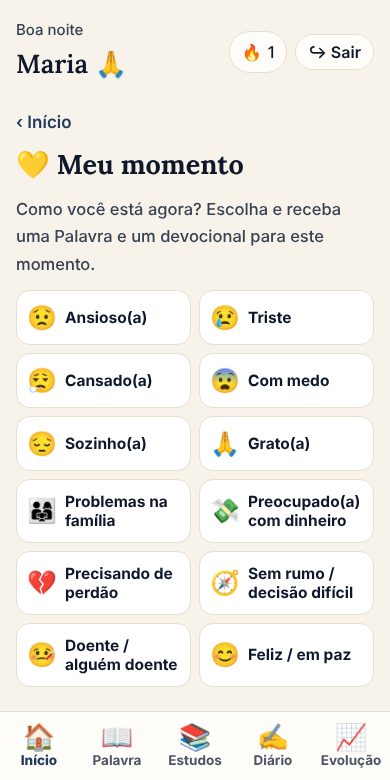 Boa noite
Maria 🙏
🔥 1
↪ Sair
‹ Início
💛 Meu momento
Como você está agora? Escolha e receba
uma Palavra e um devocional para este
momento.
😟 Ansioso(a)
😢 Triste
😮‍💨 Cansado(a)
😨 Com medo
😔 Sozinho(a)
🙏 Grato(a)
👨‍👩‍👧 Problemas na
família
💸 Preocupado(a)
com dinheiro
💔 Precisando de
perdão
🧭 Sem rumo /
decisão difícil
🤒 Doente /
alguém doente
😊 Feliz / em paz
🏠 Início
📖 Palavra
📚 Estudos
✍️ Diário
📈 Evolução